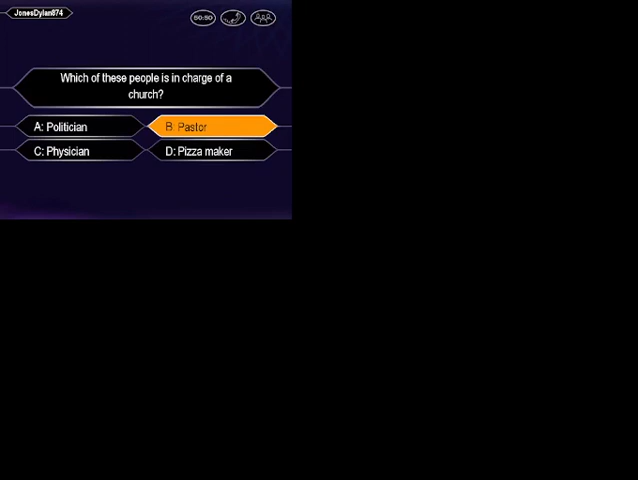 JonesDylan874
50:50
Which of these people is in charge of a
church?
A: Politician
B: Pastor
C: Physician
D: Pizza maker